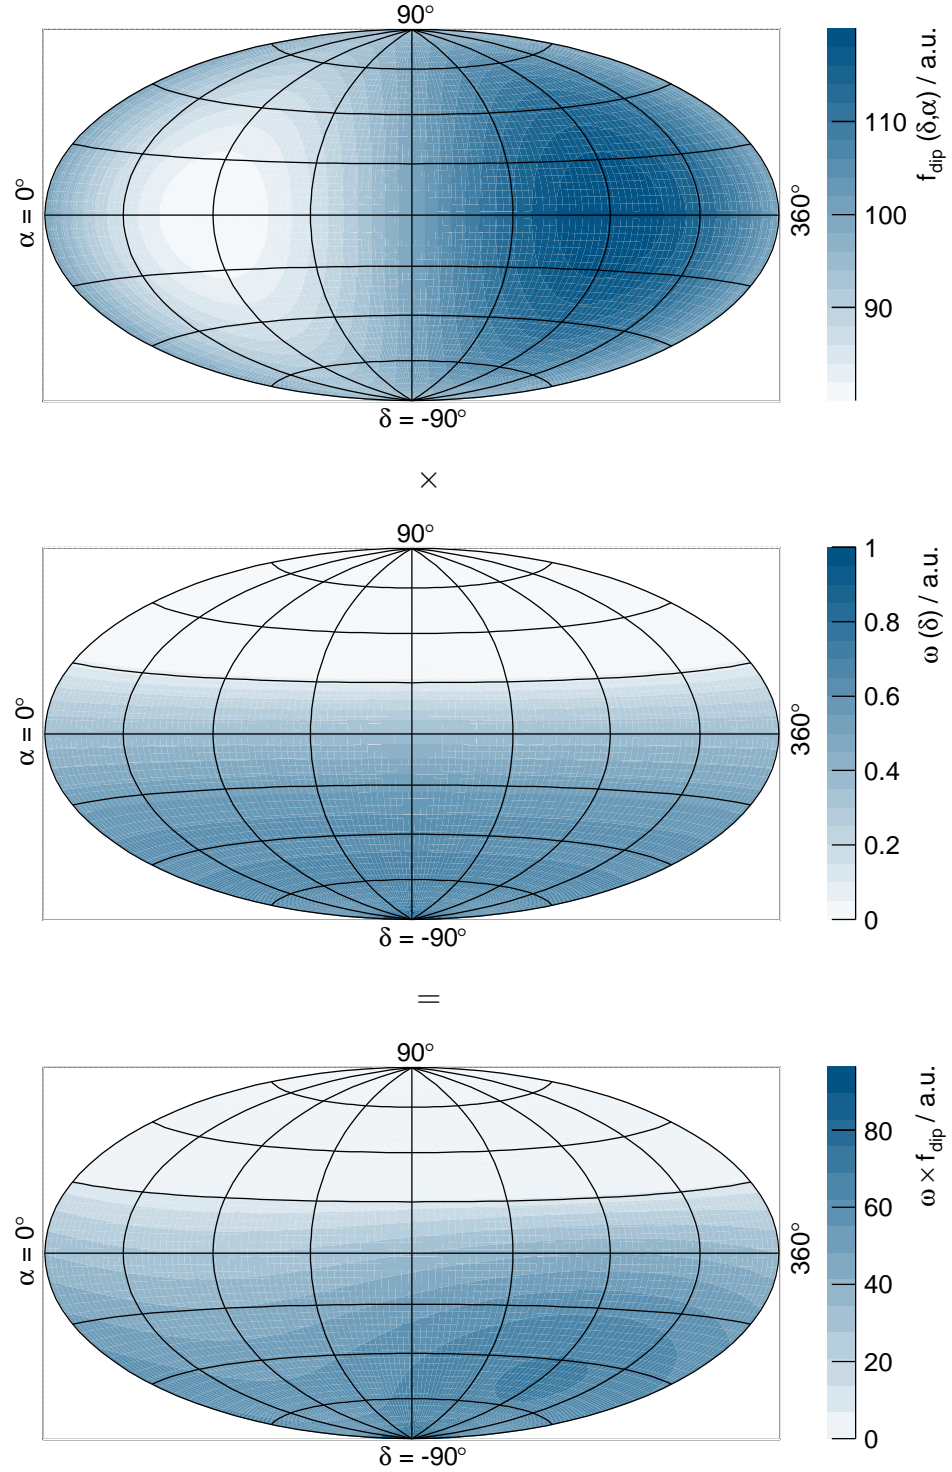 90°
α = 0°
360°
δ = -90°
110
100
90
f_dip (δ,α) / a.u.
×
90°
α = 0°
360°
δ = -90°
1
0.8
0.6
0.4
0.2
0
ω (δ) / a.u.
=
90°
α = 0°
360°
δ = -90°
80
60
40
20
0
ω × f_dip / a.u.